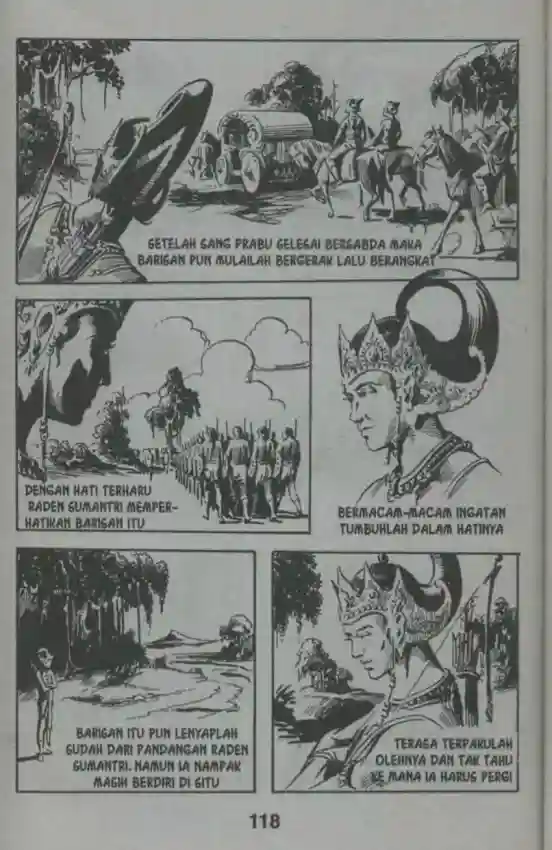 SETELAH SANG PRABU SELESAI BERSABDA MAKA
BARISAN PUN MULAILAH BERGERAK LALU BERANGKAT
DENGAN HATI TERHARU
RADEN SUMANTRI MEMPER-
HATIKAN BARISAN ITU
BERMACAM-MACAM INGATAN
TUMBUHLAH DALAM HATINYA
BARISAN ITU PUN LENYAPLAH
SUDAH DARI PANDANGAN RADEN
SUMANTRI. NAMUN IA NAMPAK
MASIH BERDIRI DI SITU
TERASA TERPAKULAH
OLEHNYA DAN TAK TAHU
KE MANA IA HARUS PERGI
118